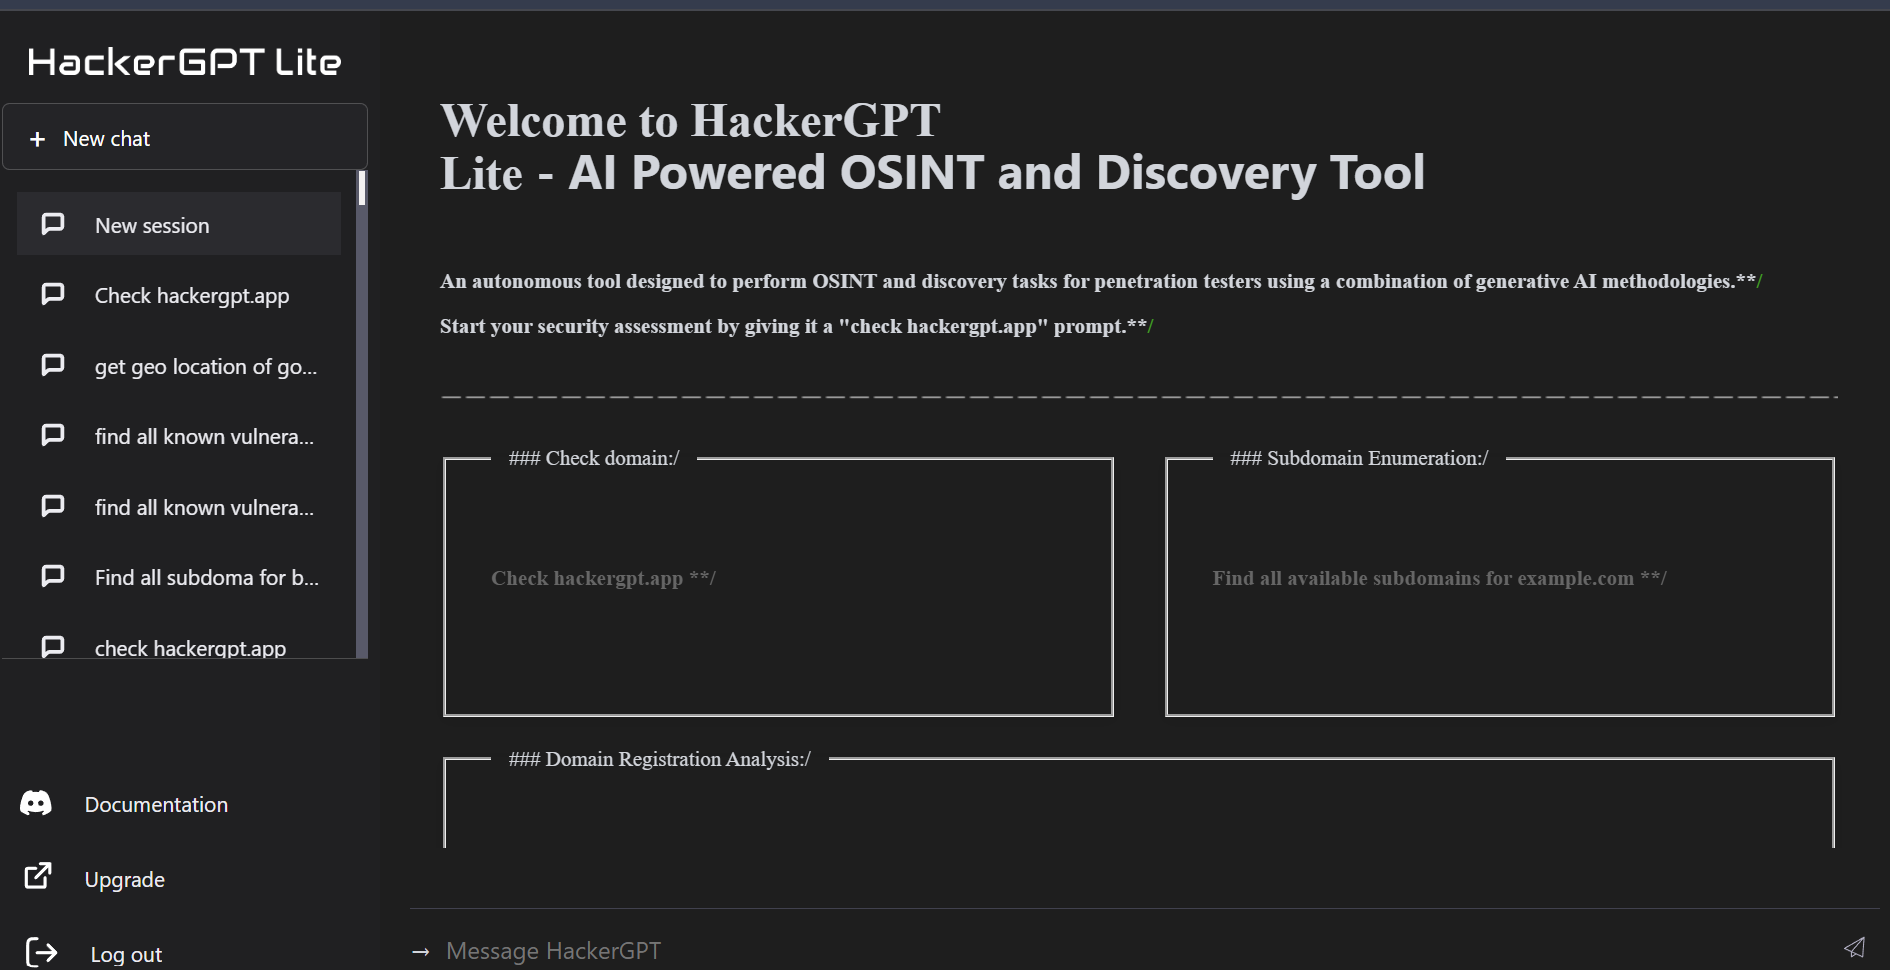 HackerGPT Lite
+ New chat
New session
Check hackergpt.app
get geo location of go...
find all known vulnera...
find all known vulnera...
Find all subdoma for b...
check hackergpt.app
Documentation
Upgrade
Log out
Welcome to HackerGPT
Lite - AI Powered OSINT and Discovery Tool
An autonomous tool designed to perform OSINT and discovery tasks for penetration testers using a combination of generative AI methodologies.**/
Start your security assessment by giving it a "check hackergpt.app" prompt.**/
### Check domain:/
Check hackergpt.app **/
### Subdomain Enumeration:/
Find all available subdomains for example.com **/
### Domain Registration Analysis:/
→ Message HackerGPT